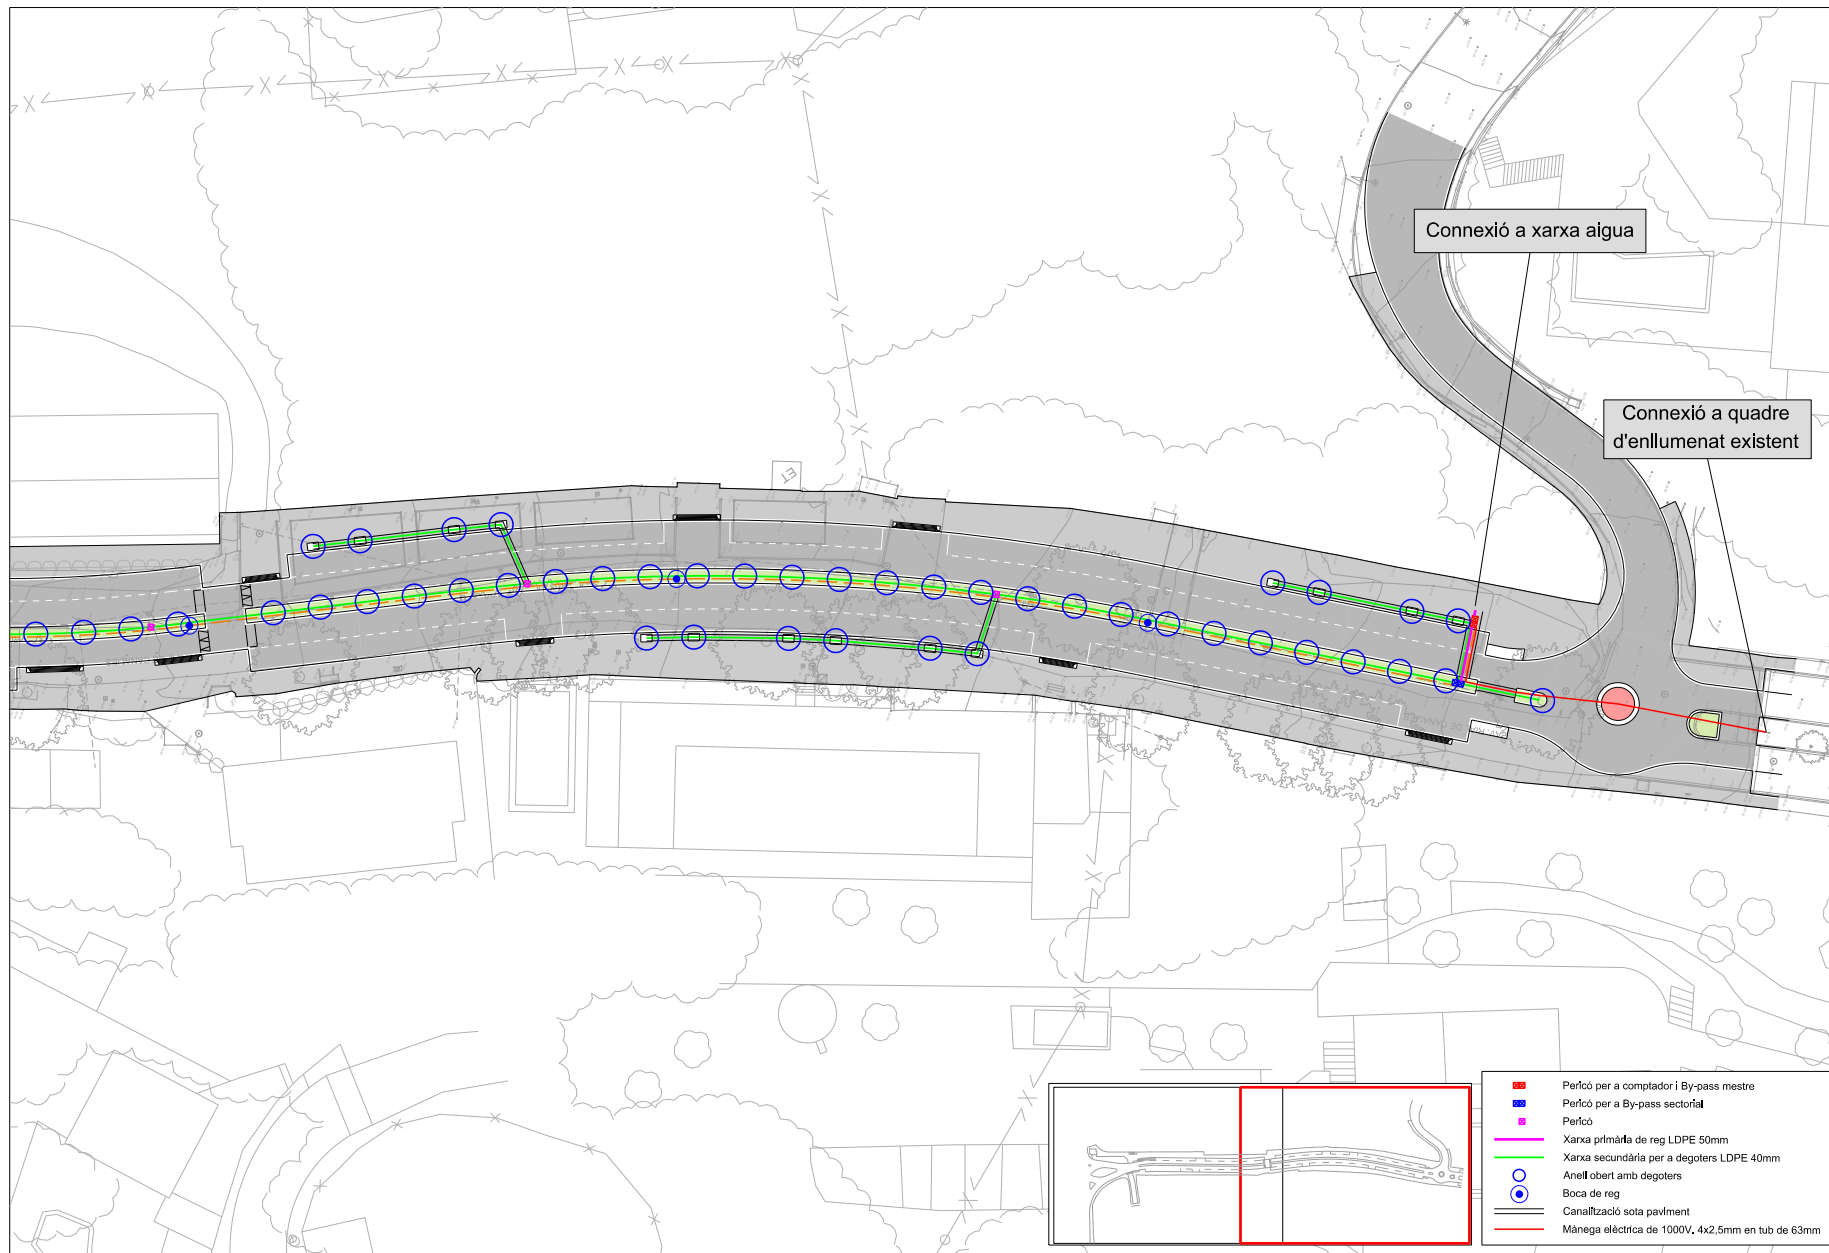 Connexió a xarxa aigua
Connexió a quadre
d'enllumenat existent
ET
Pericó per a comptador i By-pass mestre
Pericó per a By-pass sectorial
Pericó
Xarxa primària de reg LDPE 50mm
Xarxa secundària per a degoters LDPE 40mm
Anell obert amb degoters
Boca de reg
Canalització sota paviment
Mànega elèctrica de 1000V, 4x2,5mm en tub de 63mm